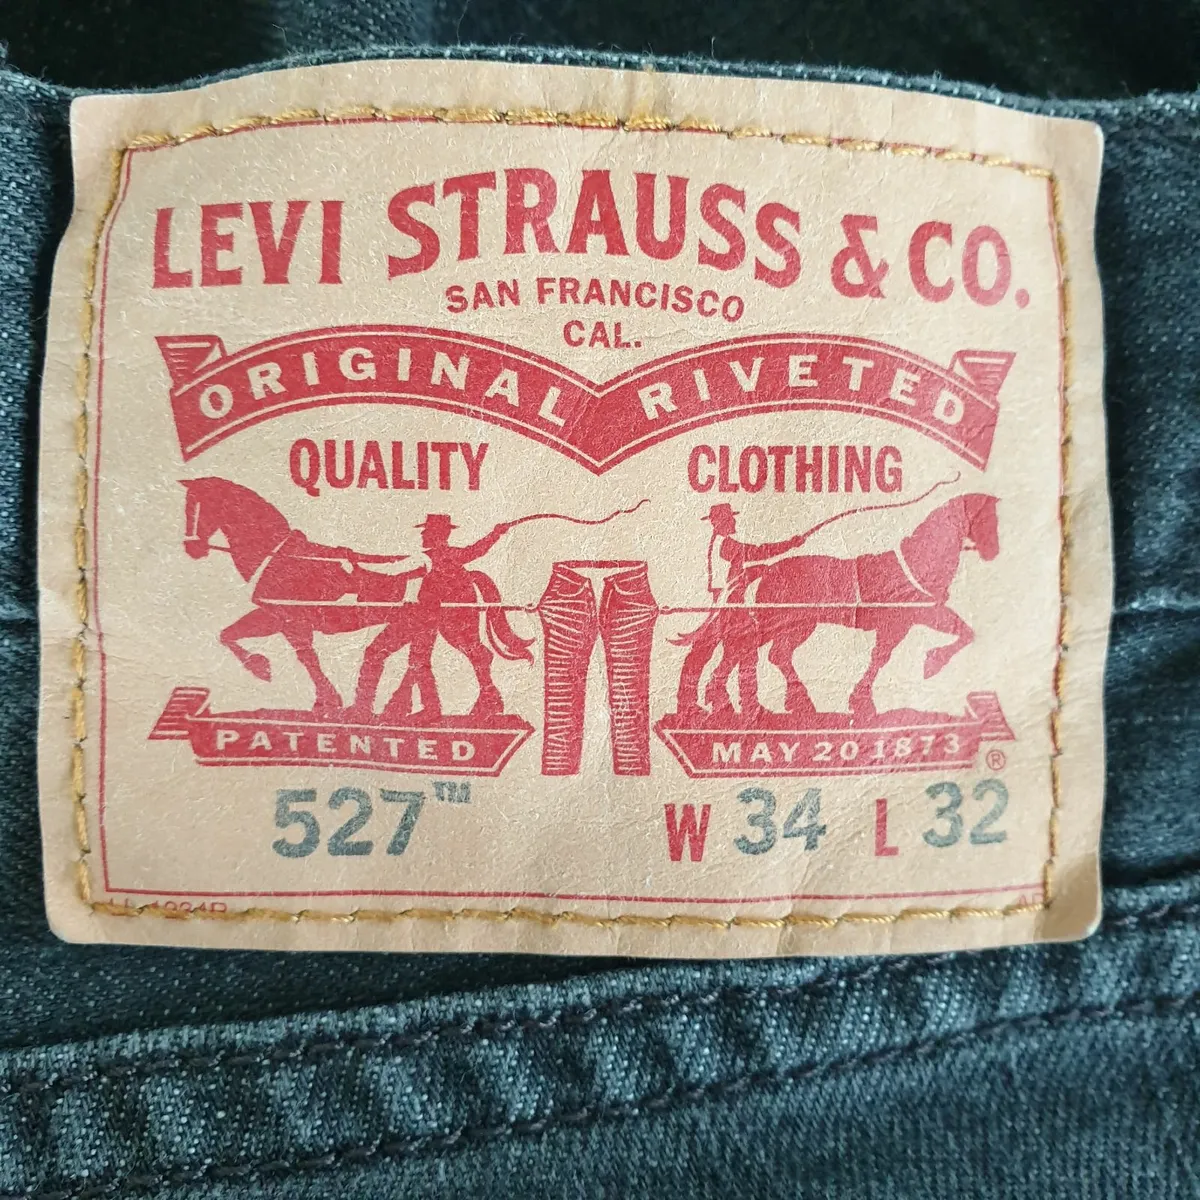 LEVI STRAUSS & CO.
SAN FRANCISCO
CAL.
ORIGINAL RIVETED
QUALITY CLOTHING
PATENTED MAY 20 1873 ®
527™ W 34 L 32